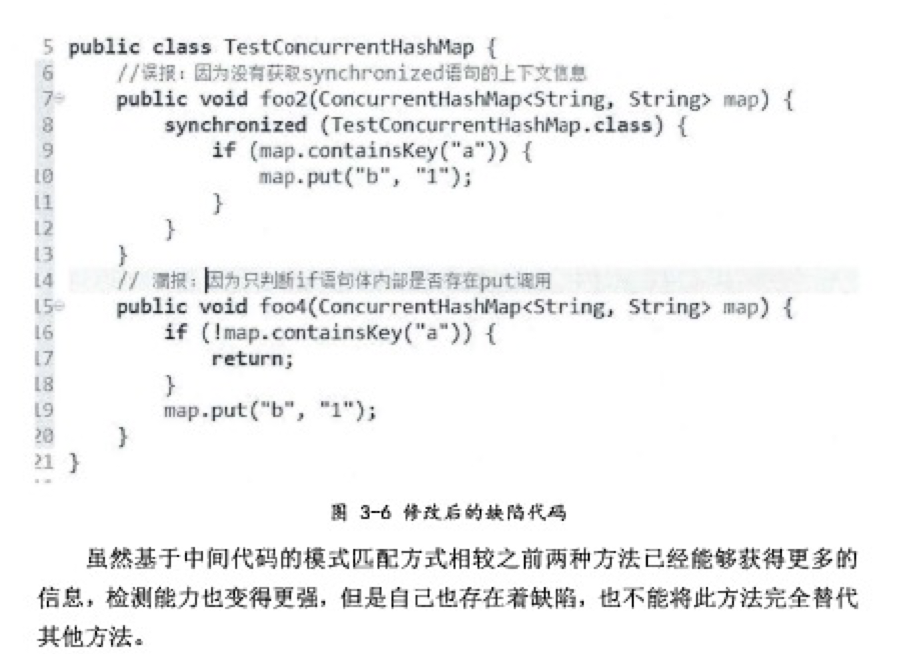 5 public class TestConcurrentHashMap {
6 //误报：因为没有获取synchronized语句的上下文信息
7 public void foo2(ConcurrentHashMap<String, String> map) {
8 synchronized (TestConcurrentHashMap.class) {
9 if (map.containsKey("a")) {
10 map.put("b", "1");
11 }
12 }
13 }
14 // 漏报：因为只判断if语句体内部是否存在put调用
15 public void foo4(ConcurrentHashMap<String, String> map) {
16 if (!map.containsKey("a")) {
17 return;
18 }
19 map.put("b", "1");
20 }
21 }
图 3-6 修改后的缺陷代码
虽然基于中间代码的模式匹配方式相较之前两种方法已经能够获得更多的
信息，检测能力也变得更强，但是自己也存在着缺陷，也不能将此方法完全替代
其他方法。